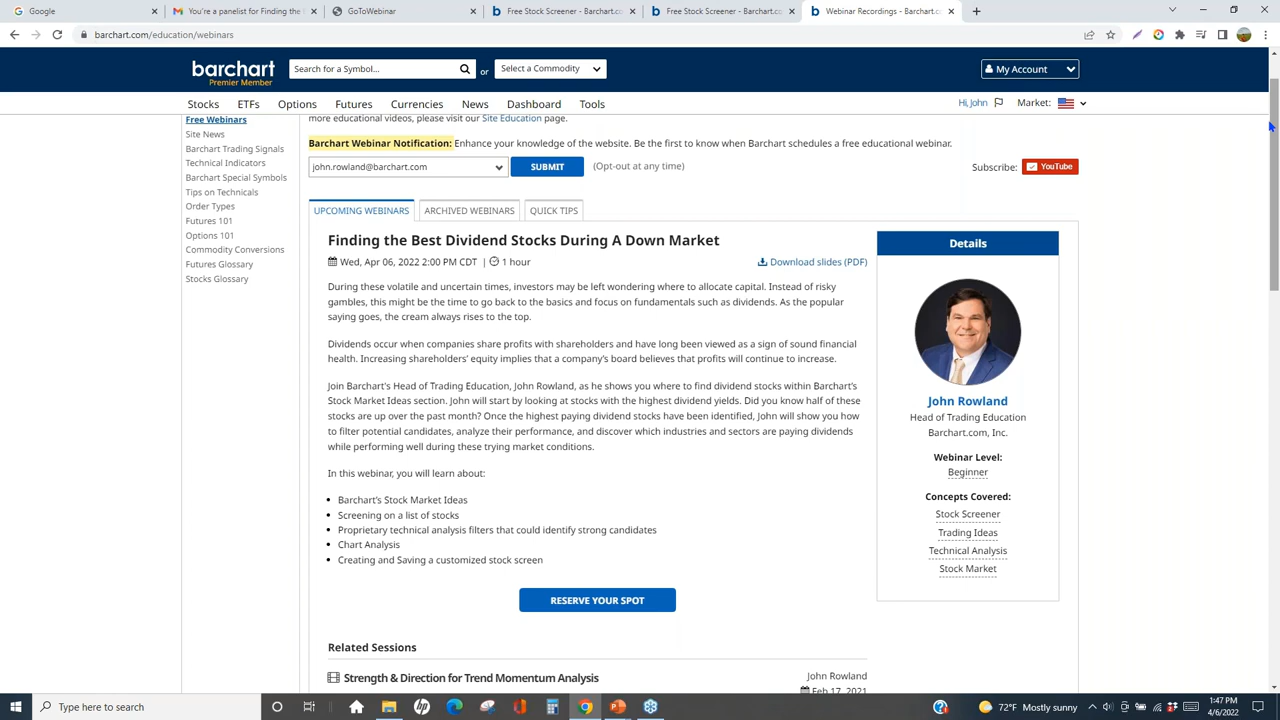 Google
You're a panelist for Finding the
GoToWebinar
Free Stock Screener - Barchart.co
Free Stock Screener - Barchart.co
Webinar Recordings - Barchart.co
barchart.com/education/webinars
barchart
Premier Member
Search for a Symbol...
or
Select a Commodity
My Account
Stocks ETFs Options Futures Currencies News Dashboard Tools
Hi, John
Market:
Free Webinars
Site News
Barchart Trading Signals
Technical Indicators
Barchart Special Symbols
Tips on Technicals
Order Types
Futures 101
Options 101
Commodity Conversions
Futures Glossary
Stocks Glossary
more educational videos, please visit our Site Education page.
Barchart Webinar Notification: Enhance your knowledge of the website. Be the first to know when Barchart schedules a free educational webinar.
john.rowland@barchart.com
SUBMIT
(Opt-out at any time)
Subscribe:
YouTube
UPCOMING WEBINARS
ARCHIVED WEBINARS
QUICK TIPS
Finding the Best Dividend Stocks During A Down Market
Wed, Apr 06, 2022 2:00 PM CDT | 1 hour
Download slides (PDF)
During these volatile and uncertain times, investors may be left wondering where to allocate capital. Instead of risky
gambles, this might be the time to go back to the basics and focus on fundamentals such as dividends. As the popular
saying goes, the cream always rises to the top.
Dividends occur when companies share profits with shareholders and have long been viewed as a sign of sound financial
health. Increasing shareholders' equity implies that a company's board believes that profits will continue to increase.
Join Barchart's Head of Trading Education, John Rowland, as he shows you where to find dividend stocks within Barchart's
Stock Market Ideas section. John will start by looking at stocks with the highest dividend yields. Did you know half of these
stocks are up over the past month? Once the highest paying dividend stocks have been identified, John will show you how
to filter potential candidates, analyze their performance, and discover which industries and sectors are paying dividends
while performing well during these trying market conditions.
In this webinar, you will learn about:
• Barchart's Stock Market Ideas
• Screening on a list of stocks
• Proprietary technical analysis filters that could identify strong candidates
• Chart Analysis
• Creating and Saving a customized stock screen
RESERVE YOUR SPOT
Related Sessions
Strength & Direction for Trend Momentum Analysis
John Rowland
Feb 17, 2021
Details
John Rowland
Head of Trading Education
Barchart.com, Inc.
Webinar Level:
Beginner
Concepts Covered:
Stock Screener
Trading Ideas
Technical Analysis
Stock Market
Type here to search
72°F Mostly sunny
1:47 PM
4/6/2022